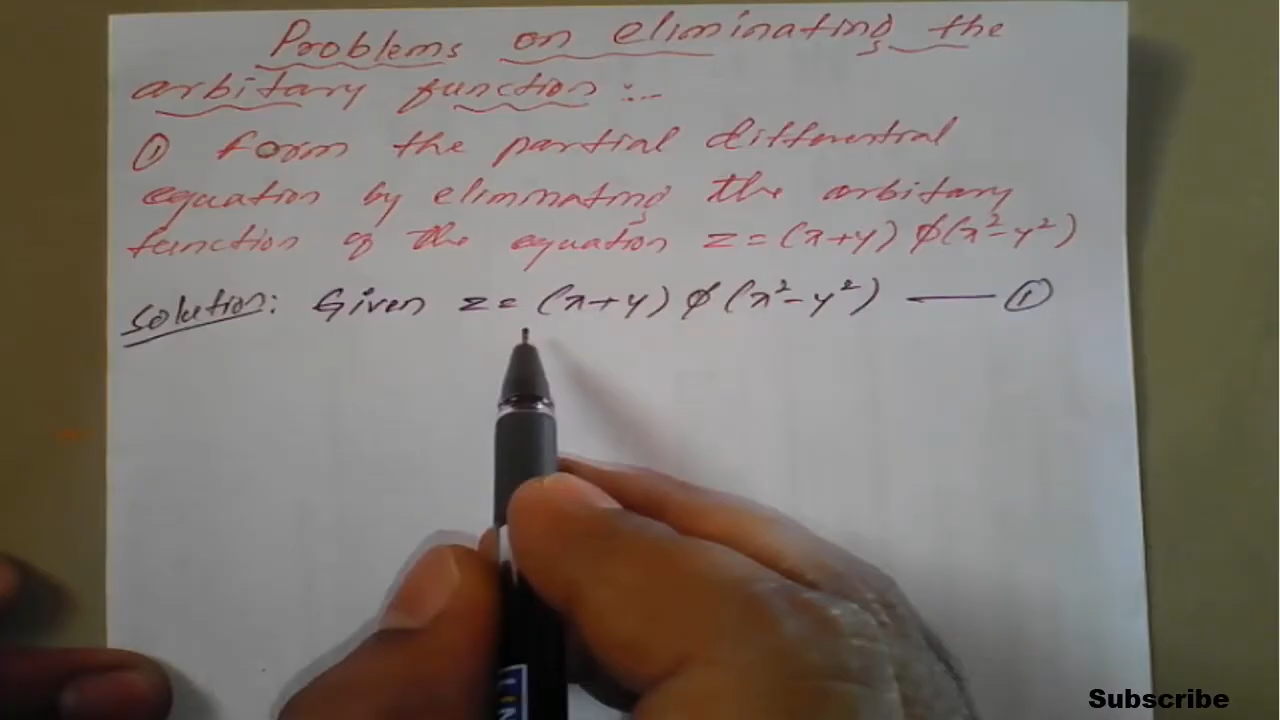 Problems on eliminating the
arbitary function :-
① Form the partial differential
equation by eliminating the arbitary
function of the equation z=(x+y) ϕ(x²-y²)
Solution: Given z=(x+y) ϕ(x²-y²) —— ①
Subscribe